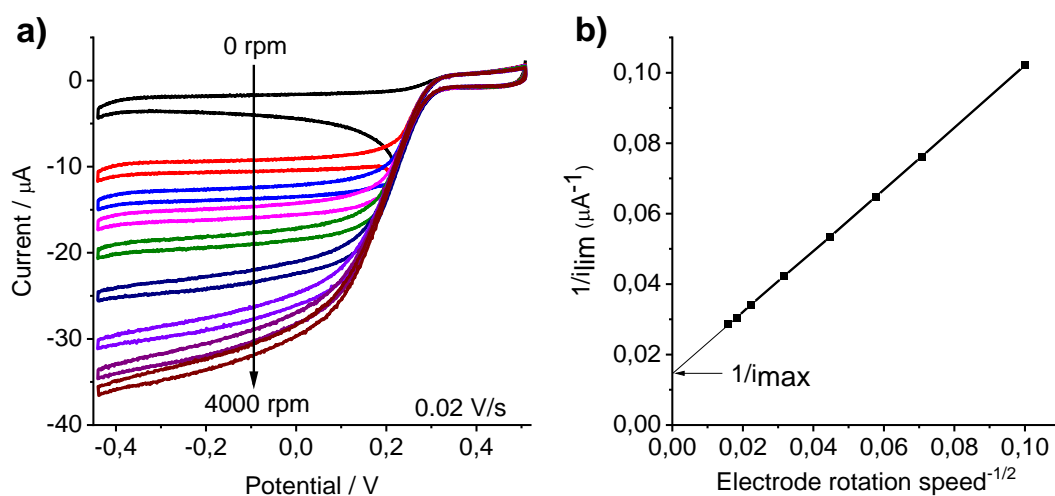 a)
0 rpm
0
-10
-20
-30
-40
Current / μA
4000 rpm
0.02 V/s
-0,4
-0,2
0,0
0,2
0,4
Potential / V
b)
0,10
0,08
0,06
0,04
0,02
0,00
1/ilim (μA-1)
1/imax
0,00
0,02
0,04
0,06
0,08
0,10
Electrode rotation speed-1/2